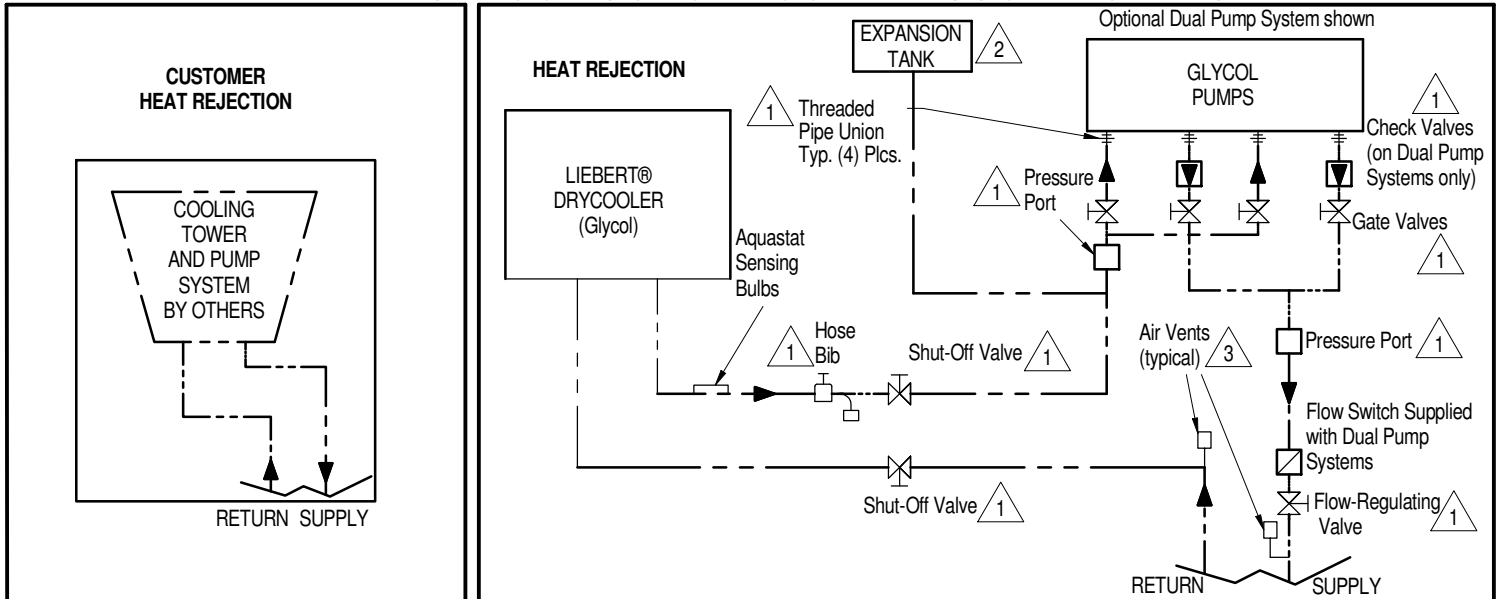 CUSTOMER
HEAT REJECTION
COOLING
TOWER
AND PUMP
SYSTEM
BY OTHERS
RETURN SUPPLY
HEAT REJECTION
LIEBERT®
DRYCOOLER
(Glycol)
Aquastat
Sensing
Bulbs
EXPANSION
TANK
2
1
Threaded
Pipe Union
Typ. (4) Plcs.
Optional Dual Pump System shown
GLYCOL
PUMPS
1
Check Valves
(on Dual Pump
Systems only)
1
Pressure
Port
Gate Valves
1
1
Hose
Bib
Shut-Off Valve
1
Air Vents
(typical)
3
Pressure Port
1
Flow Switch Supplied
with Dual Pump
Systems
Shut-Off Valve
1
Flow-Regulating
Valve
1
RETURN
SUPPLY